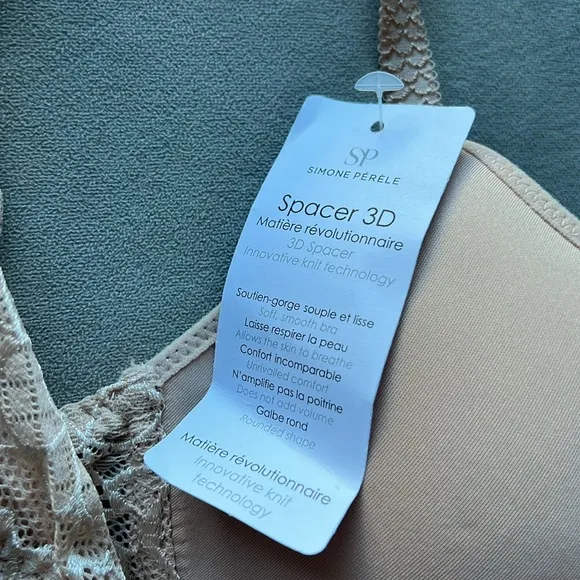 SP
SIMONE PÉRÈLE
Spacer 3D
Matière révolutionnaire
3D Spacer
Innovative knit technology
Soutien-gorge souple et lisse
Soft, smooth bra
Laisse respirer la peau
Allows the skin to breathe
Confort incomparable
Unrivalled comfort
N'amplifie pas la poitrine
Does not add volume
Galbe rond
Rounded shape
Matière révolutionnaire
Innovative knit
technology